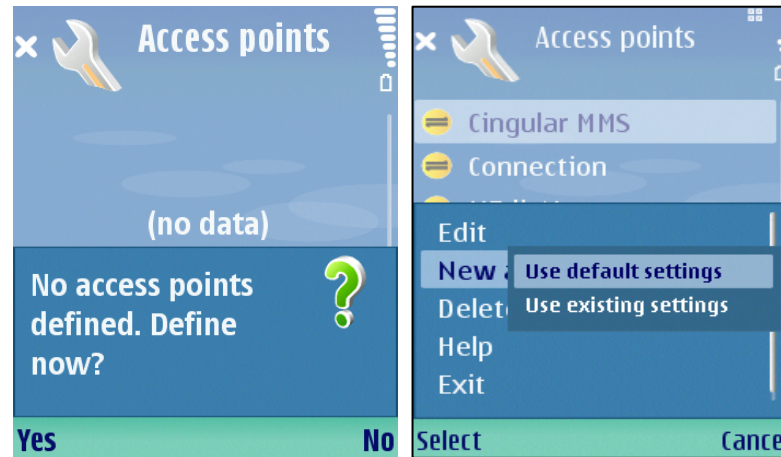 Access points
(no data)
No access points
defined. Define
now?
Yes No
Access points
Cingular MMS
Connection
Edit
New
Use default settings
Use existing settings
Help
Exit
Select